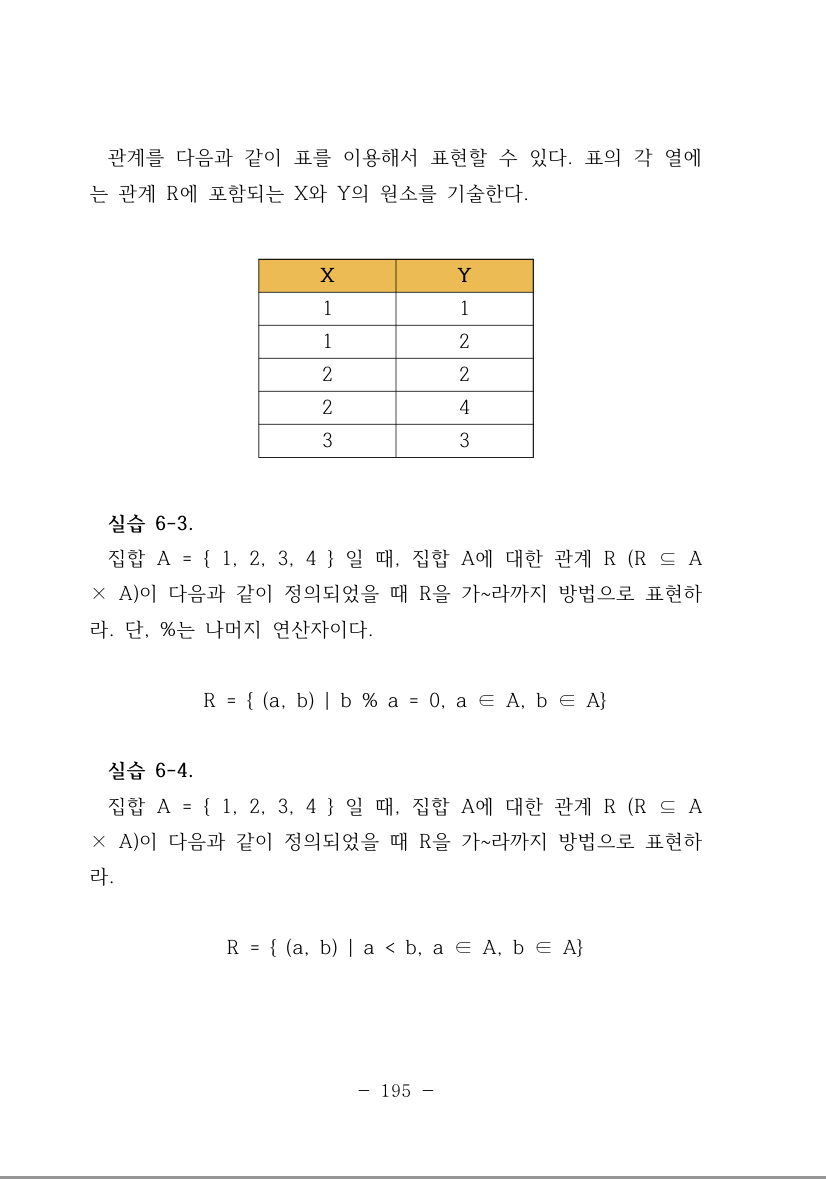 관계를 다음과 같이 표를 이용해서 표현할 수 있다. 표의 각 열에
는 관계 R에 포함되는 X와 Y의 원소를 기술한다.
X Y
1 1
1 2
2 2
2 4
3 3
실습 6-3.
집합 A = { 1, 2, 3, 4 } 일 때, 집합 A에 대한 관계 R (R ⊆ A
× A)이 다음과 같이 정의되었을 때 R을 가~라까지 방법으로 표현하
라. 단, %는 나머지 연산자이다.
R = { (a, b) | b % a = 0, a ∈ A, b ∈ A}
실습 6-4.
집합 A = { 1, 2, 3, 4 } 일 때, 집합 A에 대한 관계 R (R ⊆ A
× A)이 다음과 같이 정의되었을 때 R을 가~라까지 방법으로 표현하
라.
R = { (a, b) | a < b, a ∈ A, b ∈ A}
- 195 -